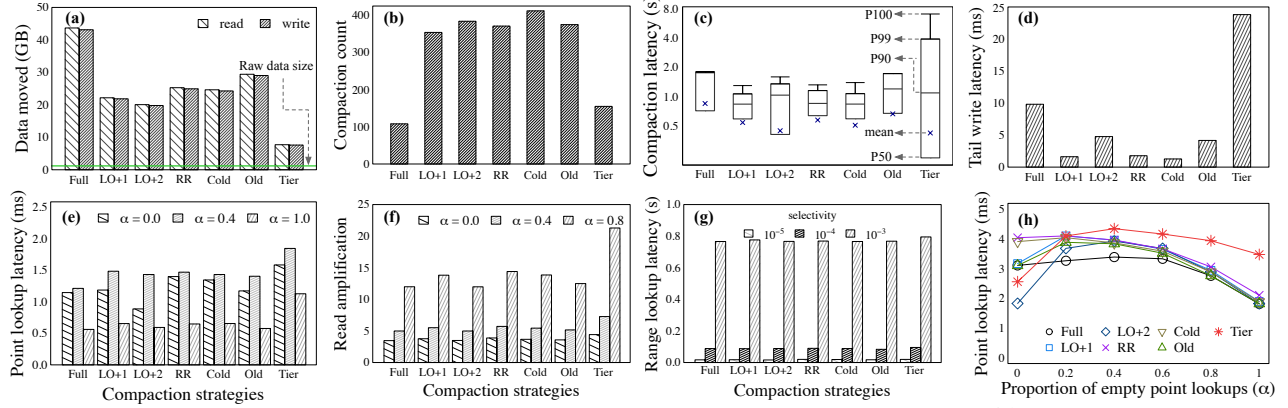 (a)
read
write
Raw data size
Data moved (GB)
50
40
30
20
10
0
Full
LO+1
LO+2
RR
Cold
Old
Tier
(b)
Compaction count
400
300
200
100
0
Full
LO+1
LO+2
RR
Cold
Old
Tier
(c)
Compaction latency (s)
8.0
4.0
2.0
1.0
0.5
P100
P99
P90
mean
P50
Full
LO+1
LO+2
RR
Cold
Old
Tier
(d)
Tail write latency (ms)
25
20
15
10
5
0
Full
LO+1
LO+2
RR
Cold
Old
Tier
(e)
α = 0.0
α = 0.4
α = 1.0
Point lookup latency (ms)
2.5
2.0
1.5
1.0
0.5
0.0
Full
LO+1
LO+2
RR
Cold
Old
Tier
Compaction strategies
(f)
α = 0.0
α = 0.4
α = 0.8
Read amplification
25
20
15
10
5
0
Full
LO+1
LO+2
RR
Cold
Old
Tier
Compaction strategies
(g)
selectivity
10⁻⁵
10⁻⁴
10⁻³
Range lookup latency (s)
1.0
0.8
0.6
0.4
0.2
0.0
Full
LO+1
LO+2
RR
Cold
Old
Tier
Compaction strategies
(h)
Point lookup latency (ms)
5
4
3
2
1
0
Full
LO+2
Cold
Tier
LO+1
RR
Old
0
0.2
0.4
0.6
0.8
1
Proportion of empty point lookups (α)